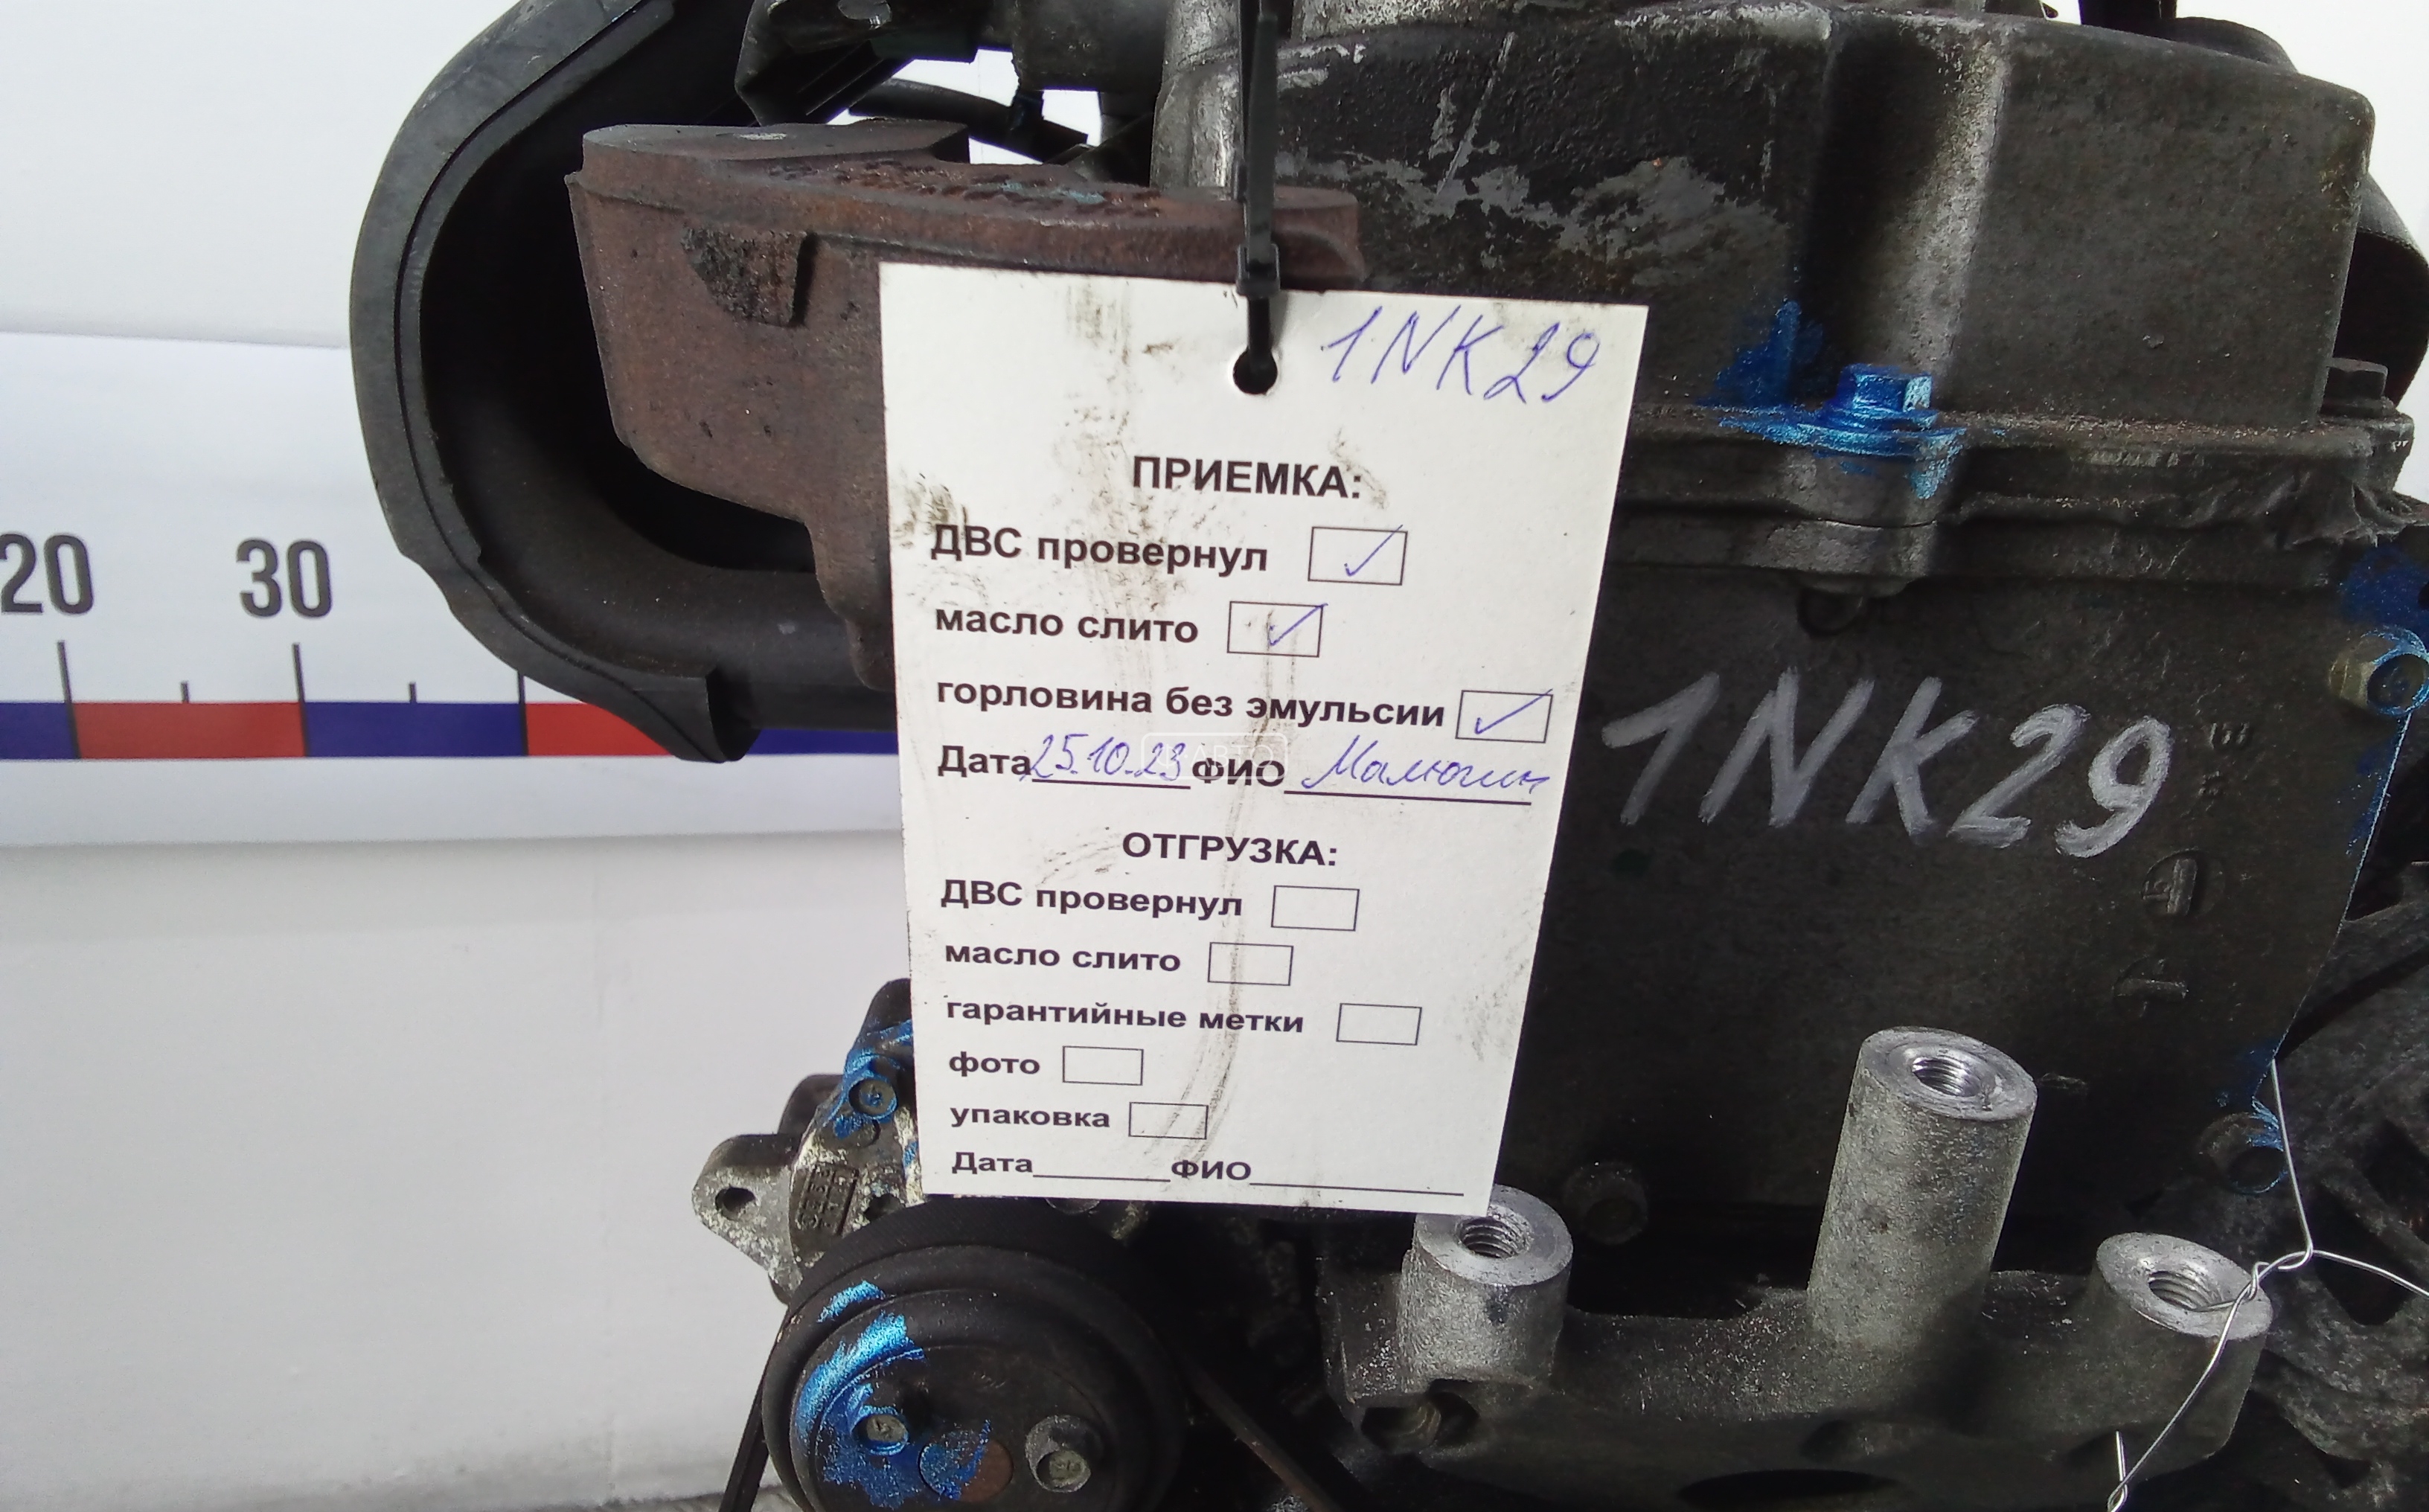 1NK29
ПРИЕМКА:
ДВС провернул ✓
масло слито ✓
горловина без эмульсии ✓
Дата 25.10.23 ФИО Малюгин
ОТГРУЗКА:
ДВС провернул
масло слито
гарантийные метки
фото
упаковка
Дата ФИО
1NK29
20 30